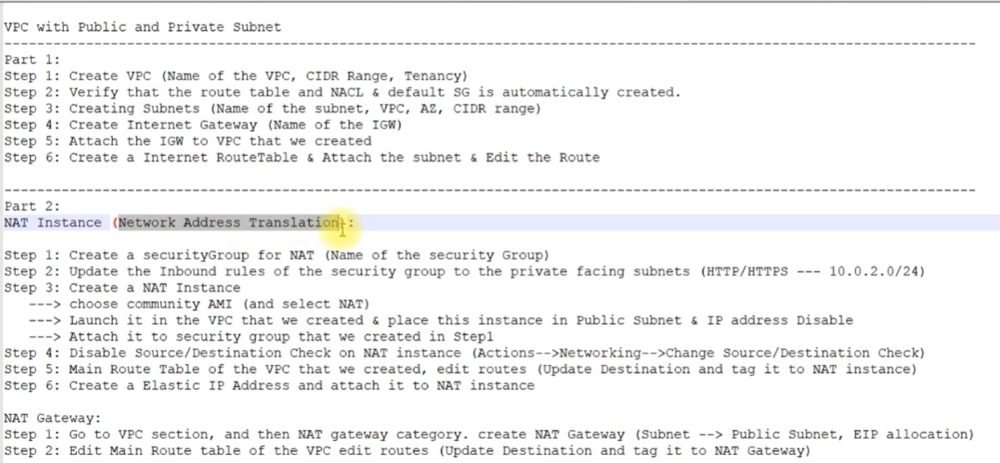 VPC with Public and Private Subnet
------------------------------------------------------------------------------------------------------------------------
Part 1:
Step 1: Create VPC (Name of the VPC, CIDR Range, Tenancy)
Step 2: Verify that the route table and NACL & default SG is automatically created.
Step 3: Creating Subnets (Name of the subnet, VPC, AZ, CIDR range)
Step 4: Create Internet Gateway (Name of the IGW)
Step 5: Attach the IGW to VPC that we created
Step 6: Create a Internet RouteTable & Attach the subnet & Edit the Route
------------------------------------------------------------------------------------------------------------------------
Part 2:
NAT Instance (Network Address Translation):
Step 1: Create a securityGroup for NAT (Name of the security Group)
Step 2: Update the Inbound rules of the security group to the private facing subnets (HTTP/HTTPS --- 10.0.2.0/24)
Step 3: Create a NAT Instance
---> choose community AMI (and select NAT)
---> Launch it in the VPC that we created & place this instance in Public Subnet & IP address Disable
---> Attach it to security group that we created in Step1
Step 4: Disable Source/Destination Check on NAT instance (Actions-->Networking-->Change Source/Destination Check)
Step 5: Main Route Table of the VPC that we created, edit routes (Update Destination and tag it to NAT instance)
Step 6: Create a Elastic IP Address and attach it to NAT instance
NAT Gateway:
Step 1: Go to VPC section, and then NAT gateway category. create NAT Gateway (Subnet --> Public Subnet, EIP allocation)
Step 2: Edit Main Route table of the VPC edit routes (Update Destination and tag it to NAT Gateway)